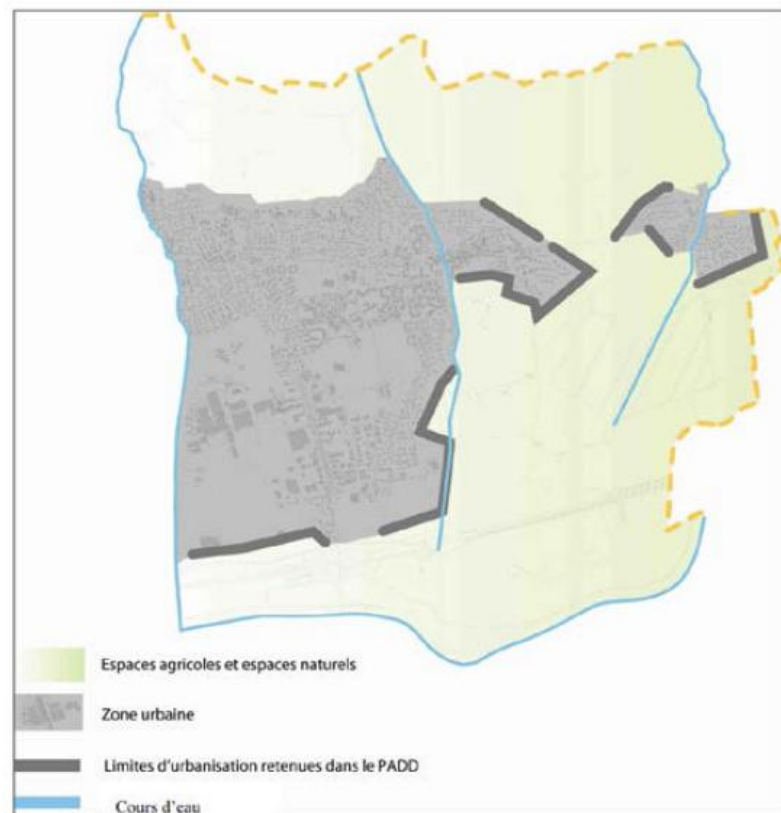 Espaces agricoles et espaces naturels
Zone urbaine
Limites d'urbanisation retenues dans le PADD
Cours d'eau